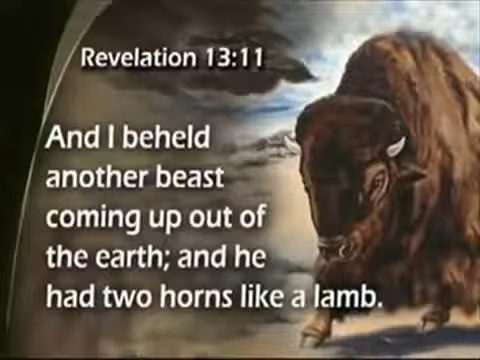 Revelation 13:11
And I beheld
another beast
coming up out of
the earth; and he
had two horns like a lamb.